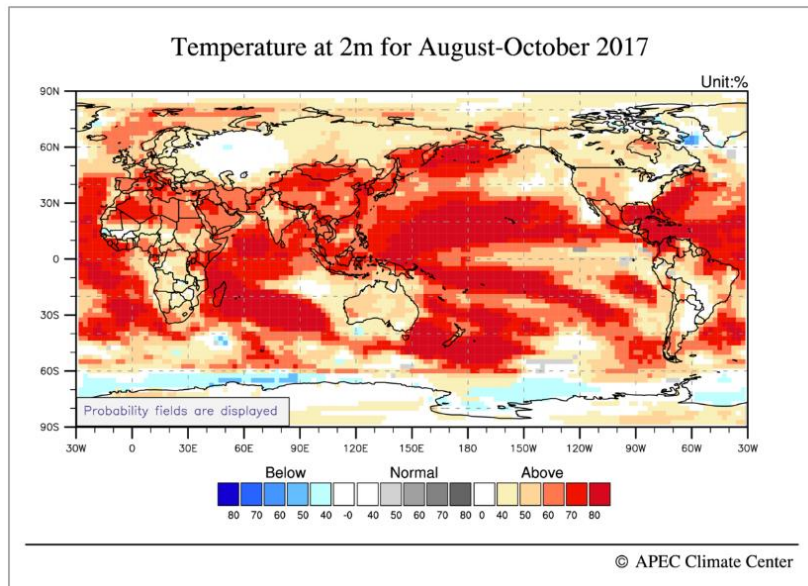 Temperature at 2m for August-October 2017
Unit:%
90N
60N
30N
0
30S
60S
90S
Probability fields are displayed
30W 0 30E 60E 90E 120E 150E 180 150W 120W 90W 60W 30W
Below Normal Above
80 70 60 50 40 -0 40 50 60 70 80 0 40 50 60 70 80
© APEC Climate Center